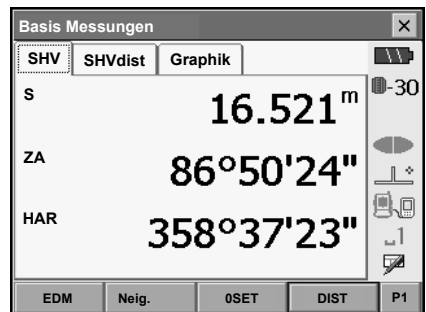 Basis Messungen
SHV SHVdist Graphik
S 16.521 m
-30
ZA 86°50'24"
HAR 358°37'23"
1
EDM Neig. 0SET DIST P1